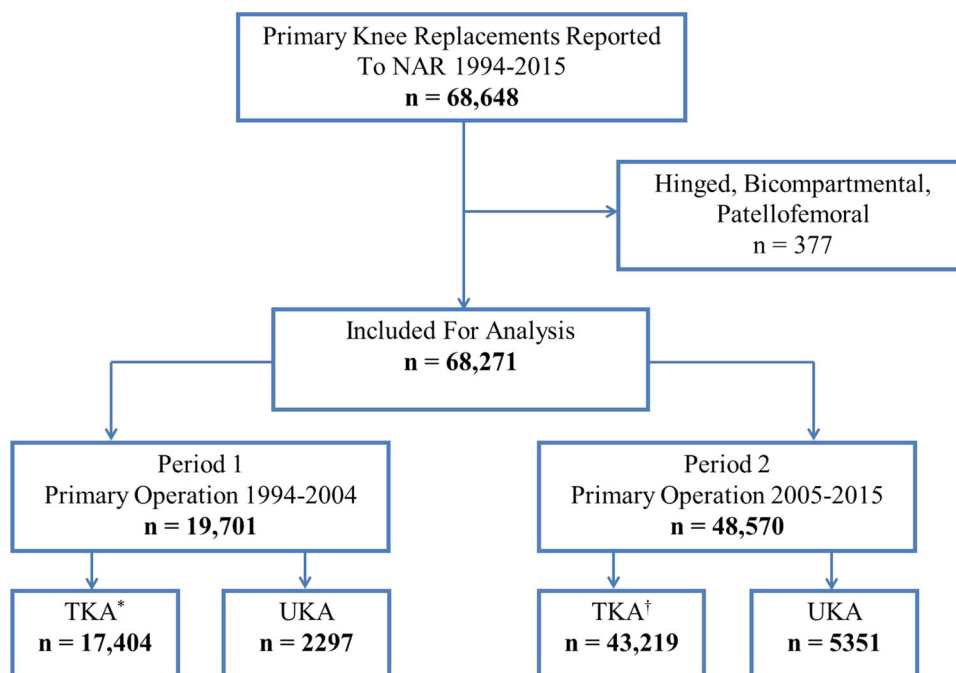 Primary Knee Replacements Reported
To NAR 1994-2015
n = 68,648
Hinged, Bicompartmental,
Patellofemoral
n = 377
Included For Analysis
n = 68,271
Period 1
Primary Operation 1994-2004
n = 19,701
Period 2
Primary Operation 2005-2015
n = 48,570
TKA*
n = 17,404
UKA
n = 2297
TKA†
n = 43,219
UKA
n = 5351